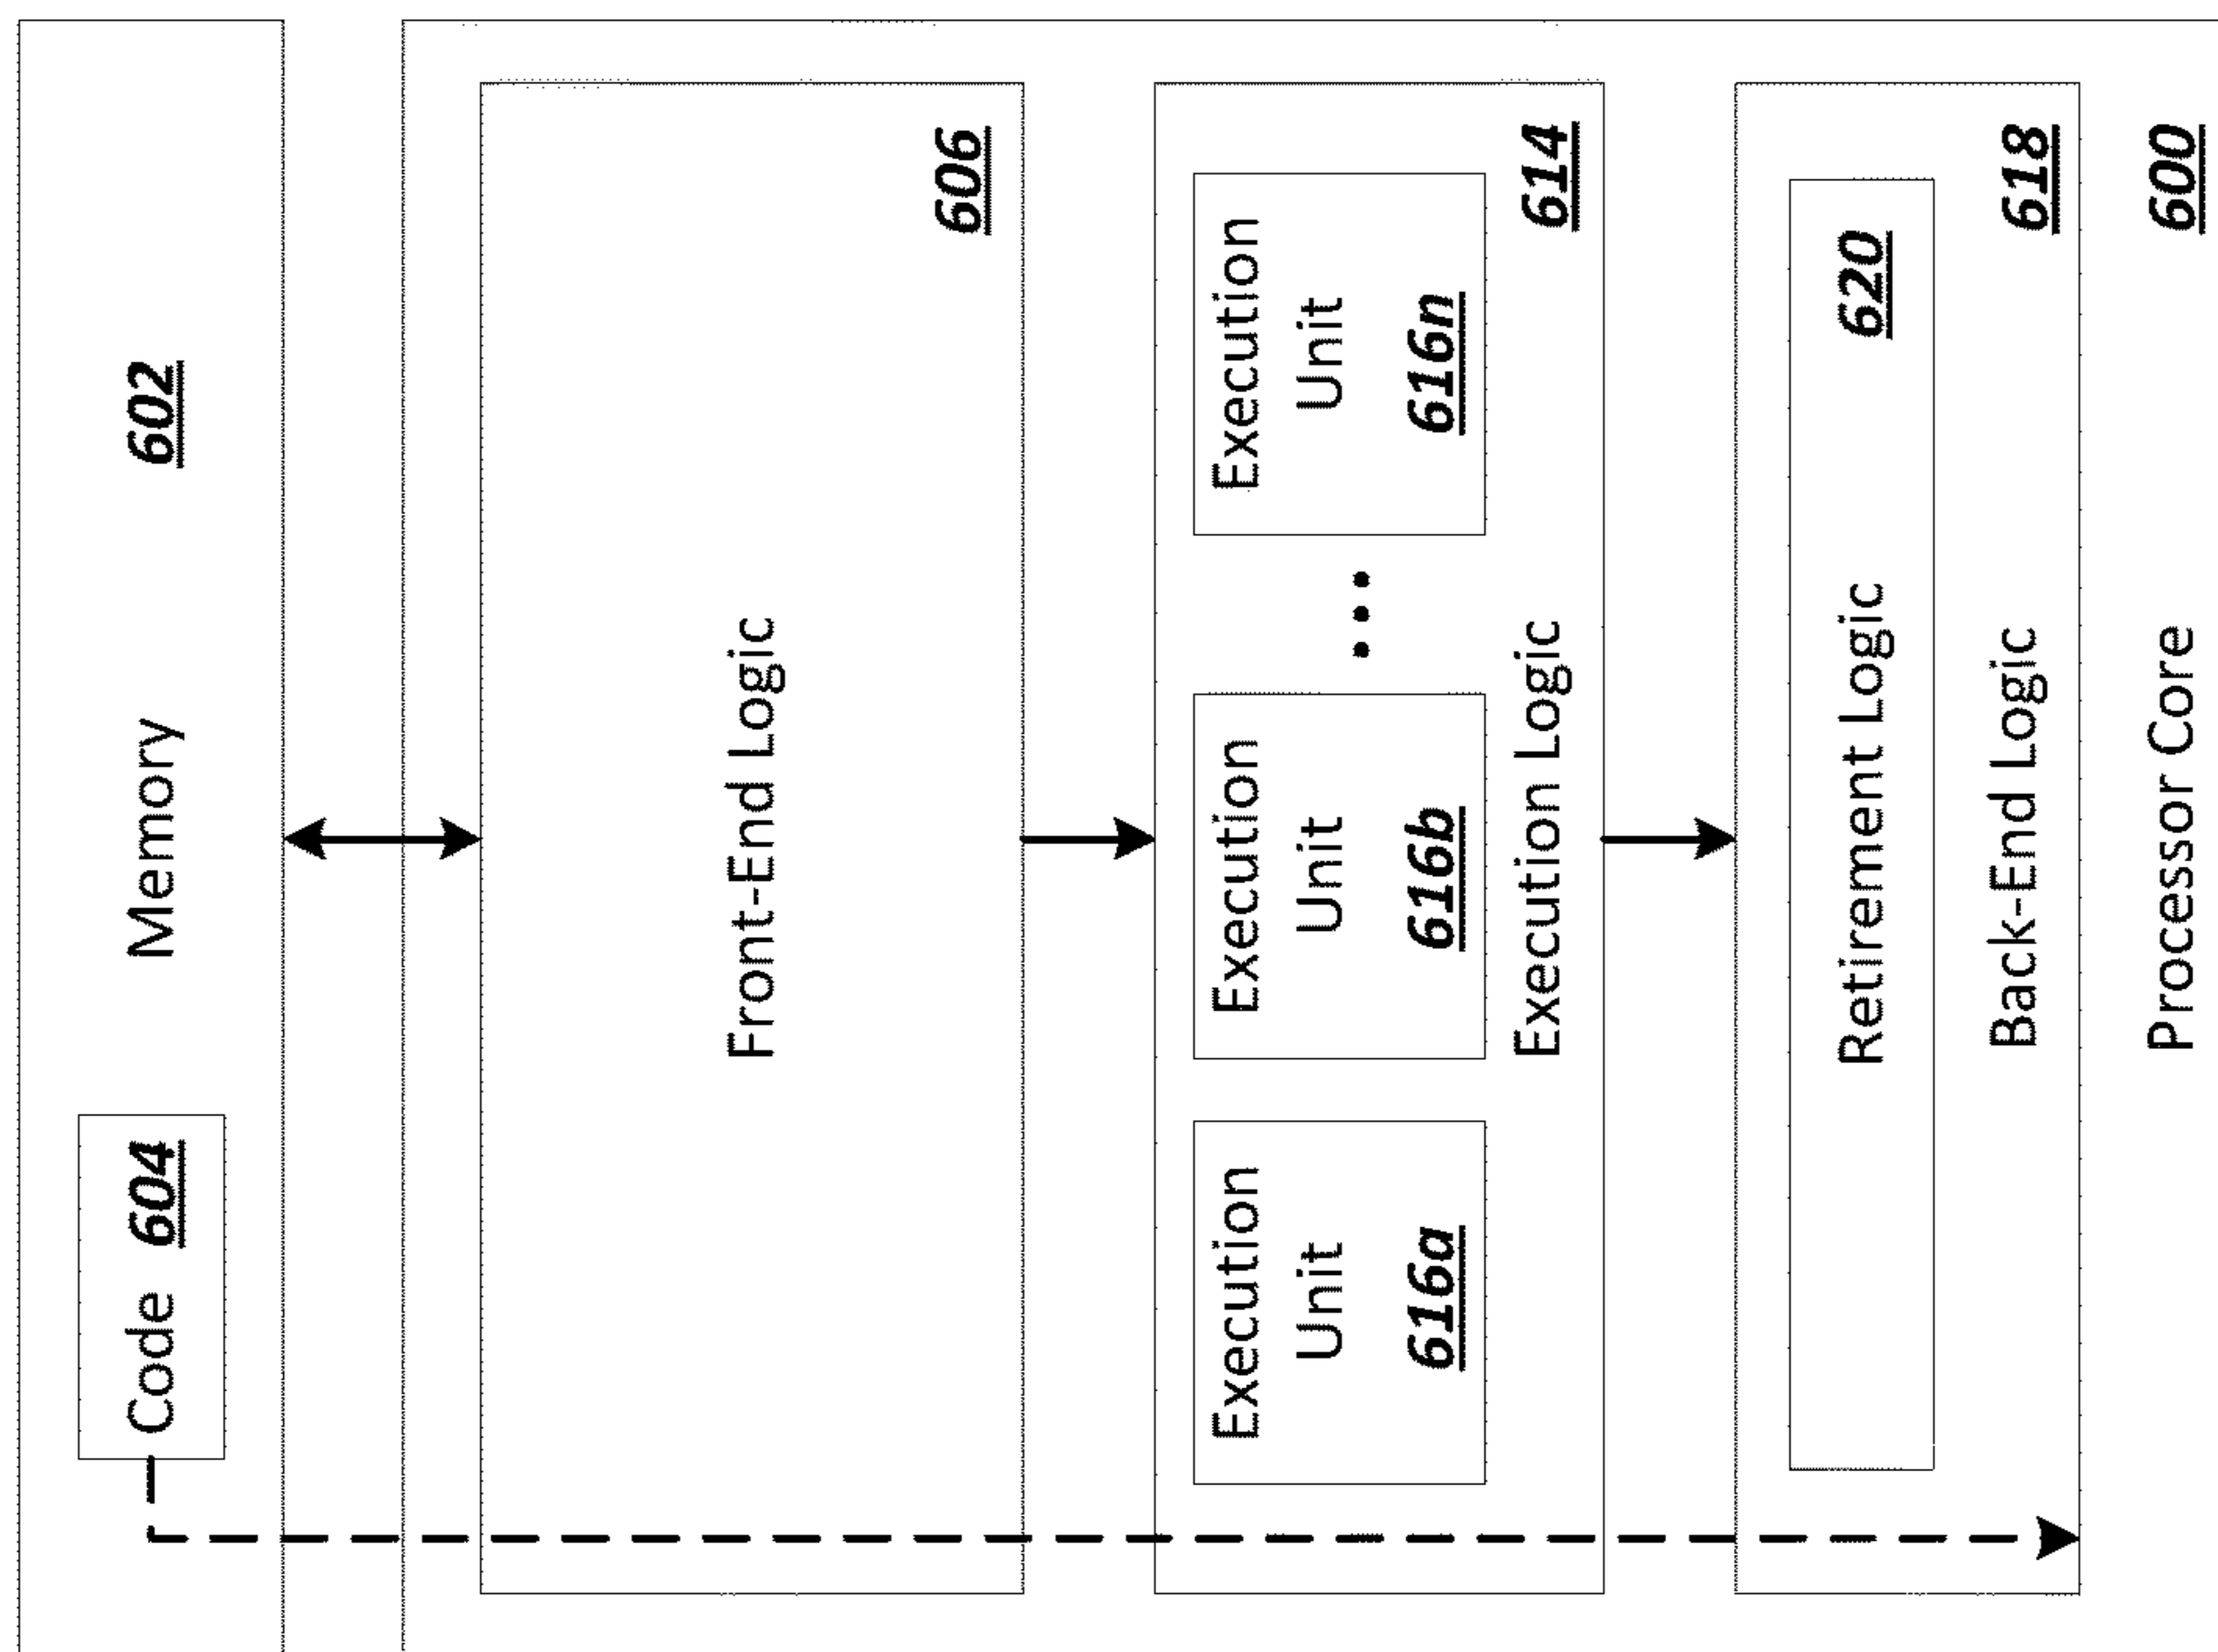 Code 604 Memory 602
Front-End Logic
606
Execution
Unit
616a
Execution
Unit
616b
• • •
Execution
Unit
616n
Execution Logic 614
Retirement Logic 620
Back-End Logic 618
Processor Core 600